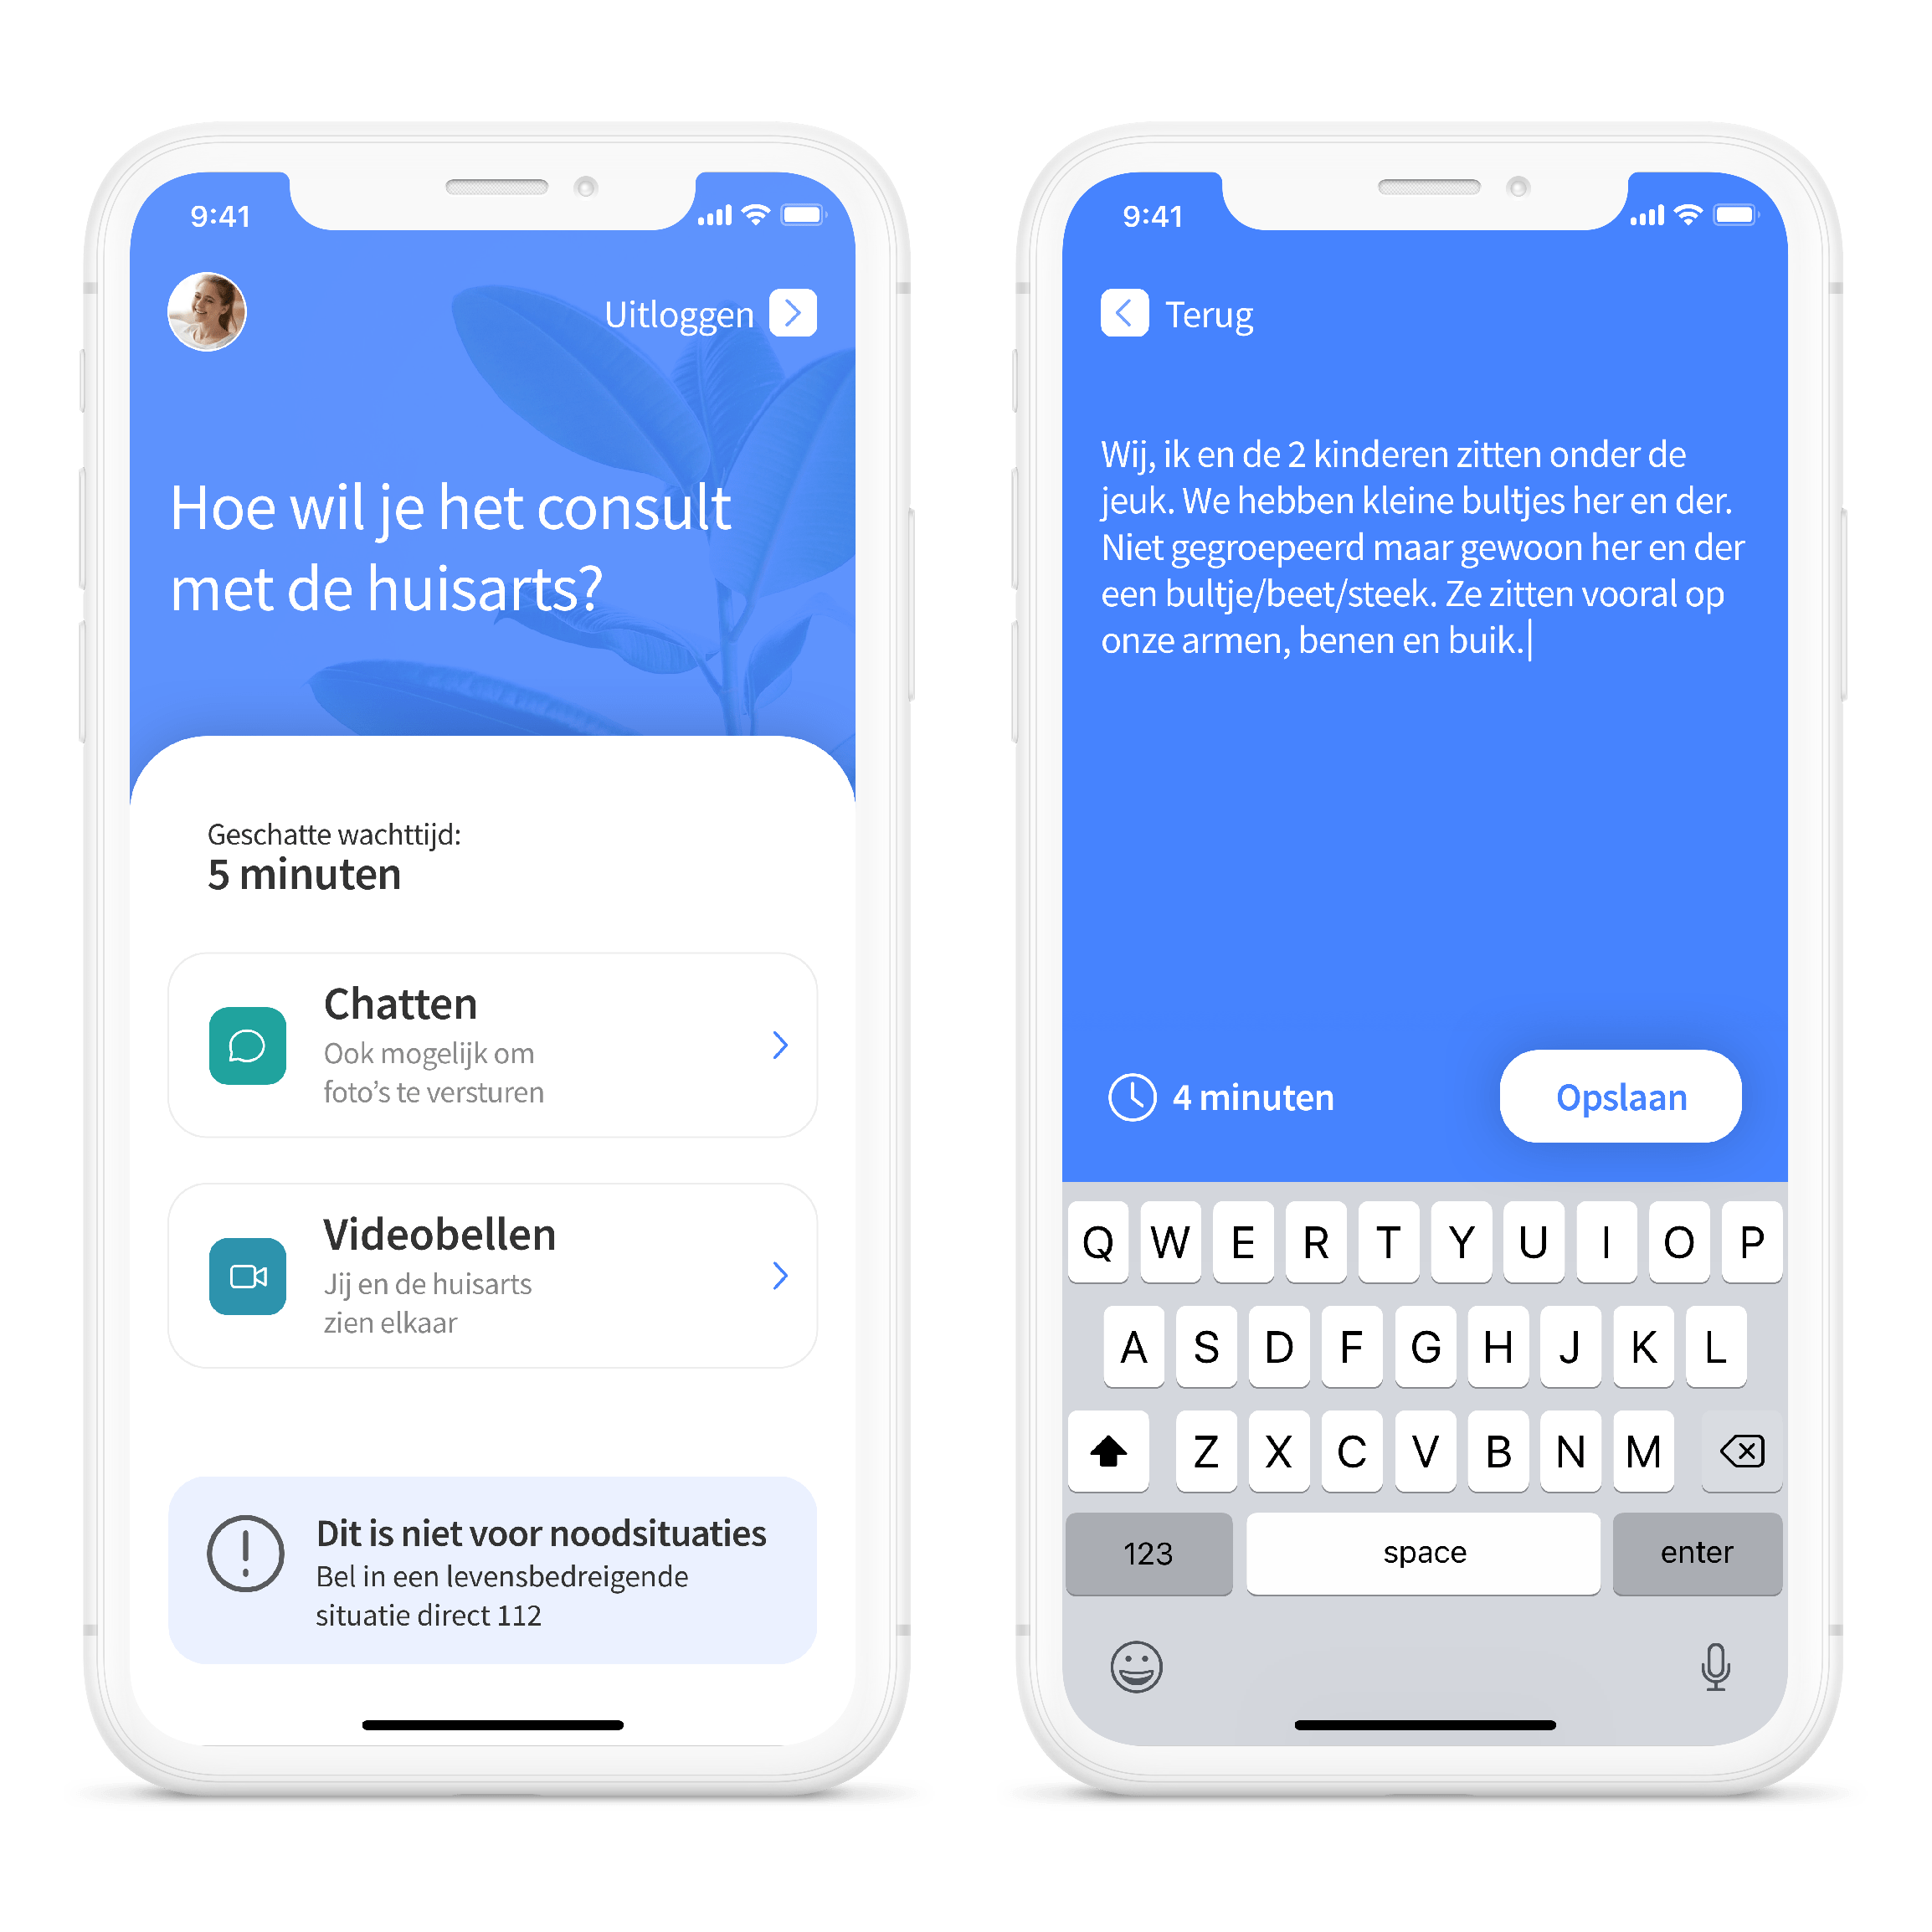 9:41
Uitloggen
Hoe wil je het consult
met de huisarts?
Geschatte wachttijd:
5 minuten
Chatten
Ook mogelijk om
foto's te versturen
Videobellen
Jij en de huisarts
zien elkaar
Dit is niet voor noodsituaties
Bel in een levensbedreigende
situatie direct 112
9:41
Terug
Wij, ik en de 2 kinderen zitten onder de
jeuk. We hebben kleine bultjes her en der.
Niet gegroepeerd maar gewoon her en der
een bultje/beet/steek. Ze zitten vooral op
onze armen, benen en buik.
4 minuten
Opslaan
Q W E R T Y U I O P
A S D F G H J K L
Z X C V B N M
123 space enter